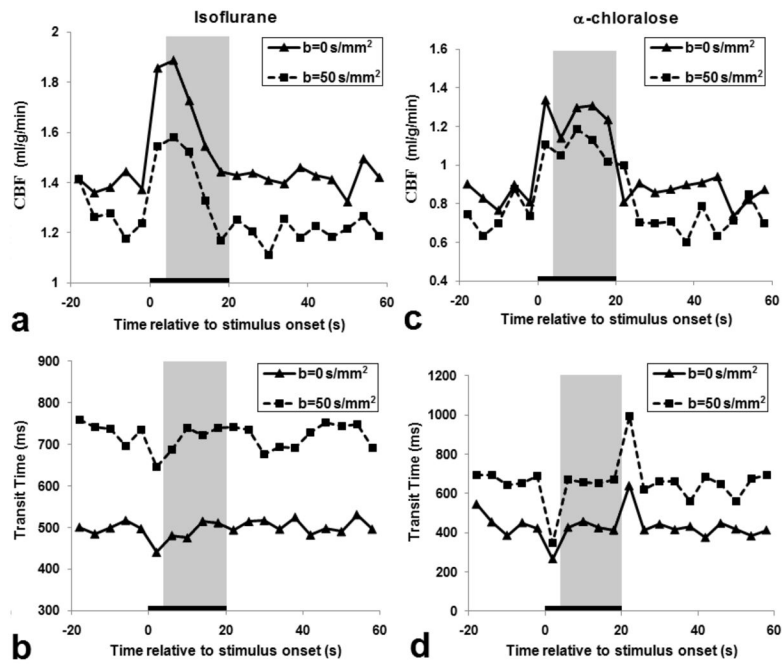 Isoflurane
α-chloralose
2
1.8
1.6
1.4
1.2
1
CBF (ml/g/min)
b=0 s/mm²
b=50 s/mm²
-20 0 20 40 60
a
Time relative to stimulus onset (s)
1.6
1.4
1.2
1
0.8
0.6
0.4
CBF (ml/g/min)
b=0 s/mm²
b=50 s/mm²
-20 0 20 40 60
c
Time relative to stimulus onset (s)
900
800
700
600
500
400
300
Transit Time (ms)
b=0 s/mm²
b=50 s/mm²
-20 0 20 40 60
b
Time relative to stimulus onset (s)
1200
1000
800
600
400
200
0
Transit Time (ms)
b=0 s/mm²
b=50 s/mm²
-20 0 20 40 60
d
Time relative to stimulus onset (s)